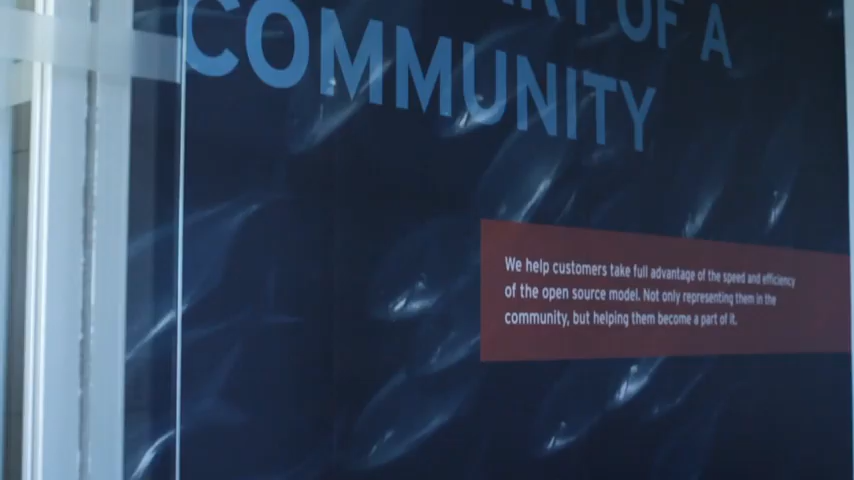 OF A
COMMUNITY
We help customers take full advantage of the speed and efficiency
of the open source model. Not only representing them in the
community, but helping them become a part of it.